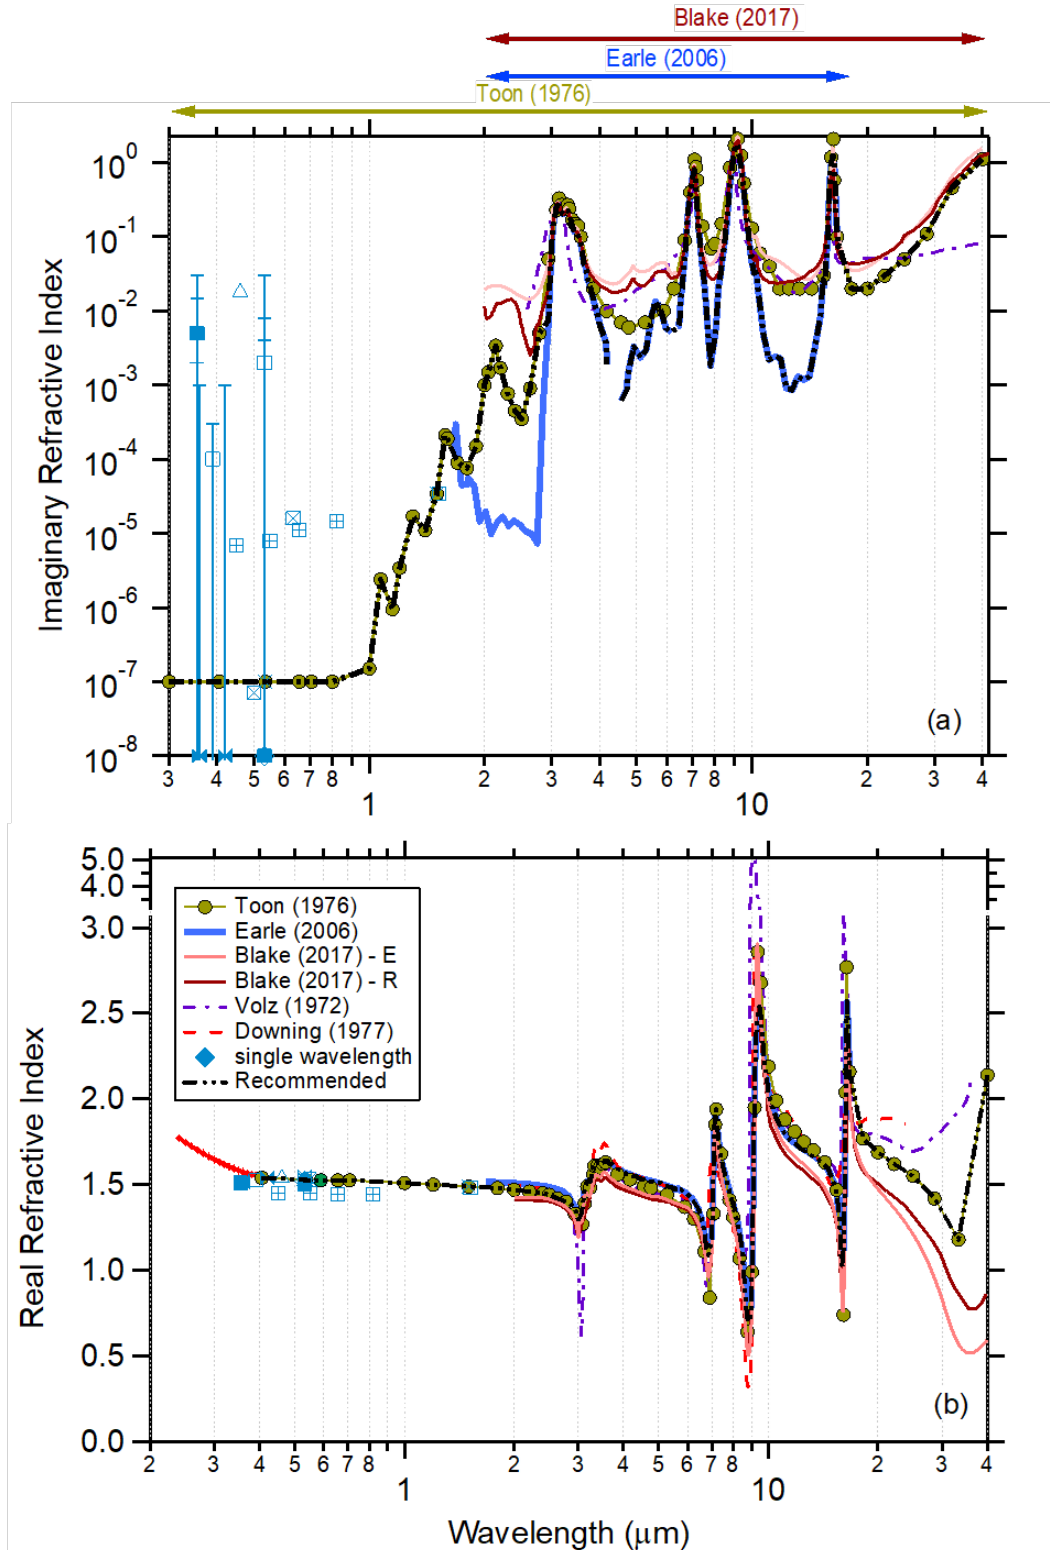 Blake (2017)
Earle (2006)
Toon (1976)
Imaginary Refractive Index
10^0
10^-1
10^-2
10^-3
10^-4
10^-5
10^-6
10^-7
10^-8
(a)
3 4 5 6 7 8 2 3 4 5 6 7 8 2 3 4
1 10
Real Refractive Index
5.0
4.0
3.0
2.5
2.0
1.5
1.0
0.5
0.0
Toon (1976)
Earle (2006)
Blake (2017) - E
Blake (2017) - R
Volz (1972)
Downing (1977)
single wavelength
Recommended
(b)
2 3 4 5 6 7 8 2 3 4 5 6 7 8 2 3 4
1 10
Wavelength (μm)